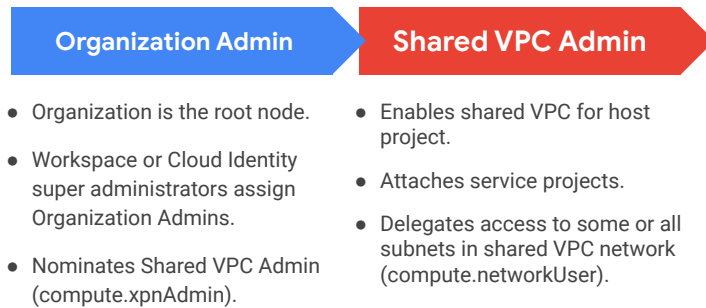 Organization Admin
● Organization is the root node.
● Workspace or Cloud Identity
super administrators assign
Organization Admins.
● Nominates Shared VPC Admin
(compute.xpnAdmin).
Shared VPC Admin
● Enables shared VPC for host
project.
● Attaches service projects.
● Delegates access to some or all
subnets in shared VPC network
(compute.networkUser).